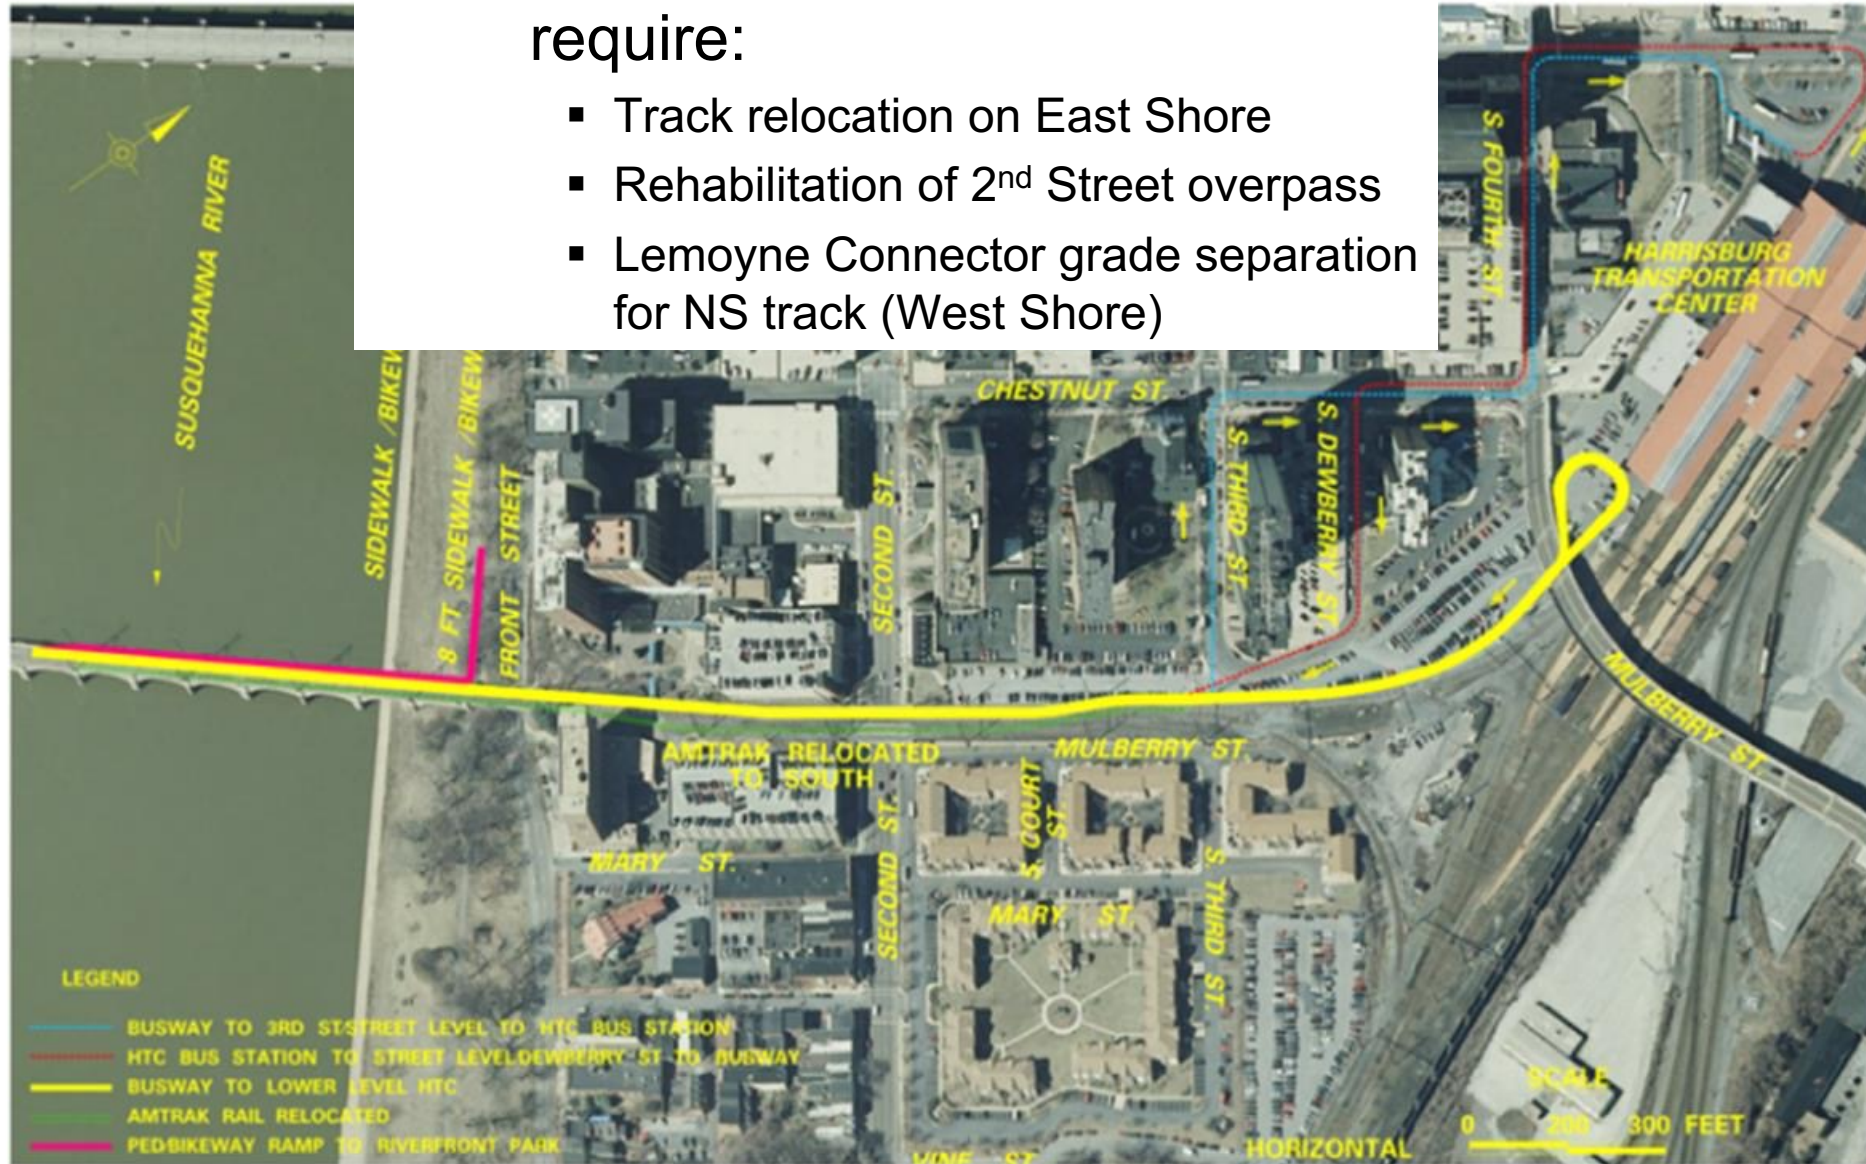 require:
▪ Track relocation on East Shore
▪ Rehabilitation of 2nd Street overpass
▪ Lemoyne Connector grade separation
for NS track (West Shore)
SUSQUEHANNA RIVER
SIDEWALK /BIKEW
8 FT SIDEWALK /BIKEW
FRONT STREET
SECOND ST.
CHESTNUT ST.
S. THIRD ST.
S. DEWBERRY ST.
S. FOURTH ST.
HARRISBURG
TRANSPORTATION
CENTER
MULBERRY ST.
AMTRAK RELOCATED
TO SOUTH
MULBERRY ST.
S. COURT
ST.
MARY ST.
SECOND ST.
MARY ST.
S. THIRD ST.
VINE ST.
LEGEND
BUSWAY TO 3RD ST/STREET LEVEL TO HTC BUS STATION
HTC BUS STATION TO STREET LEVEL/DEWBERRY ST TO BUSWAY
BUSWAY TO LOWER LEVEL HTC
AMTRAK RAIL RELOCATED
PED/BIKEWAY RAMP TO RIVERFRONT PARK
SCALE
0 200 300 FEET
HORIZONTAL